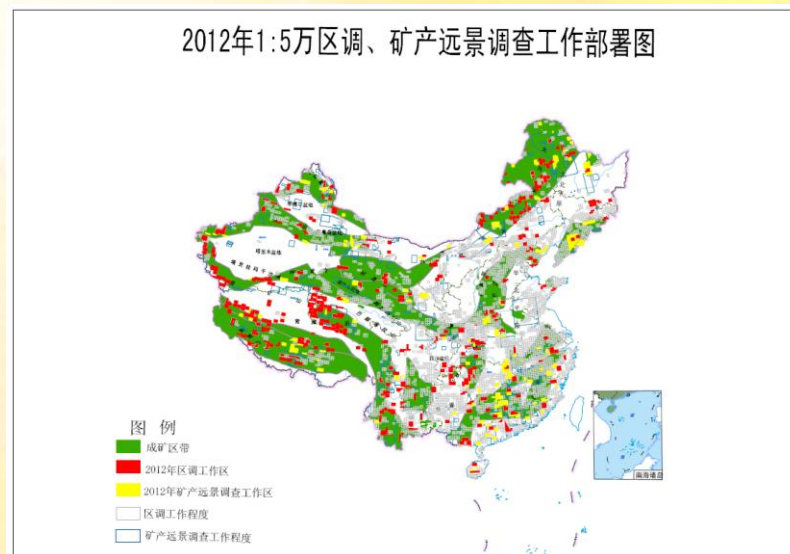 2012年1:5万区调、矿产远景调查工作部署图
图 例
成矿区带
2012年区调工作区
2012年矿产远景调查工作区
区调工作程度
矿产远景调查工作程度
南海诸岛